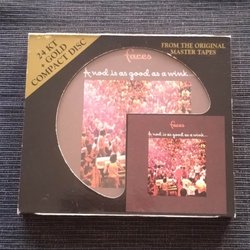 24 KT
+ GOLD
COMPACT DISC
FROM THE ORIGINAL
MASTER TAPES
faces
A nod is as good as a wink...
faces
A nod is as good as a wink...